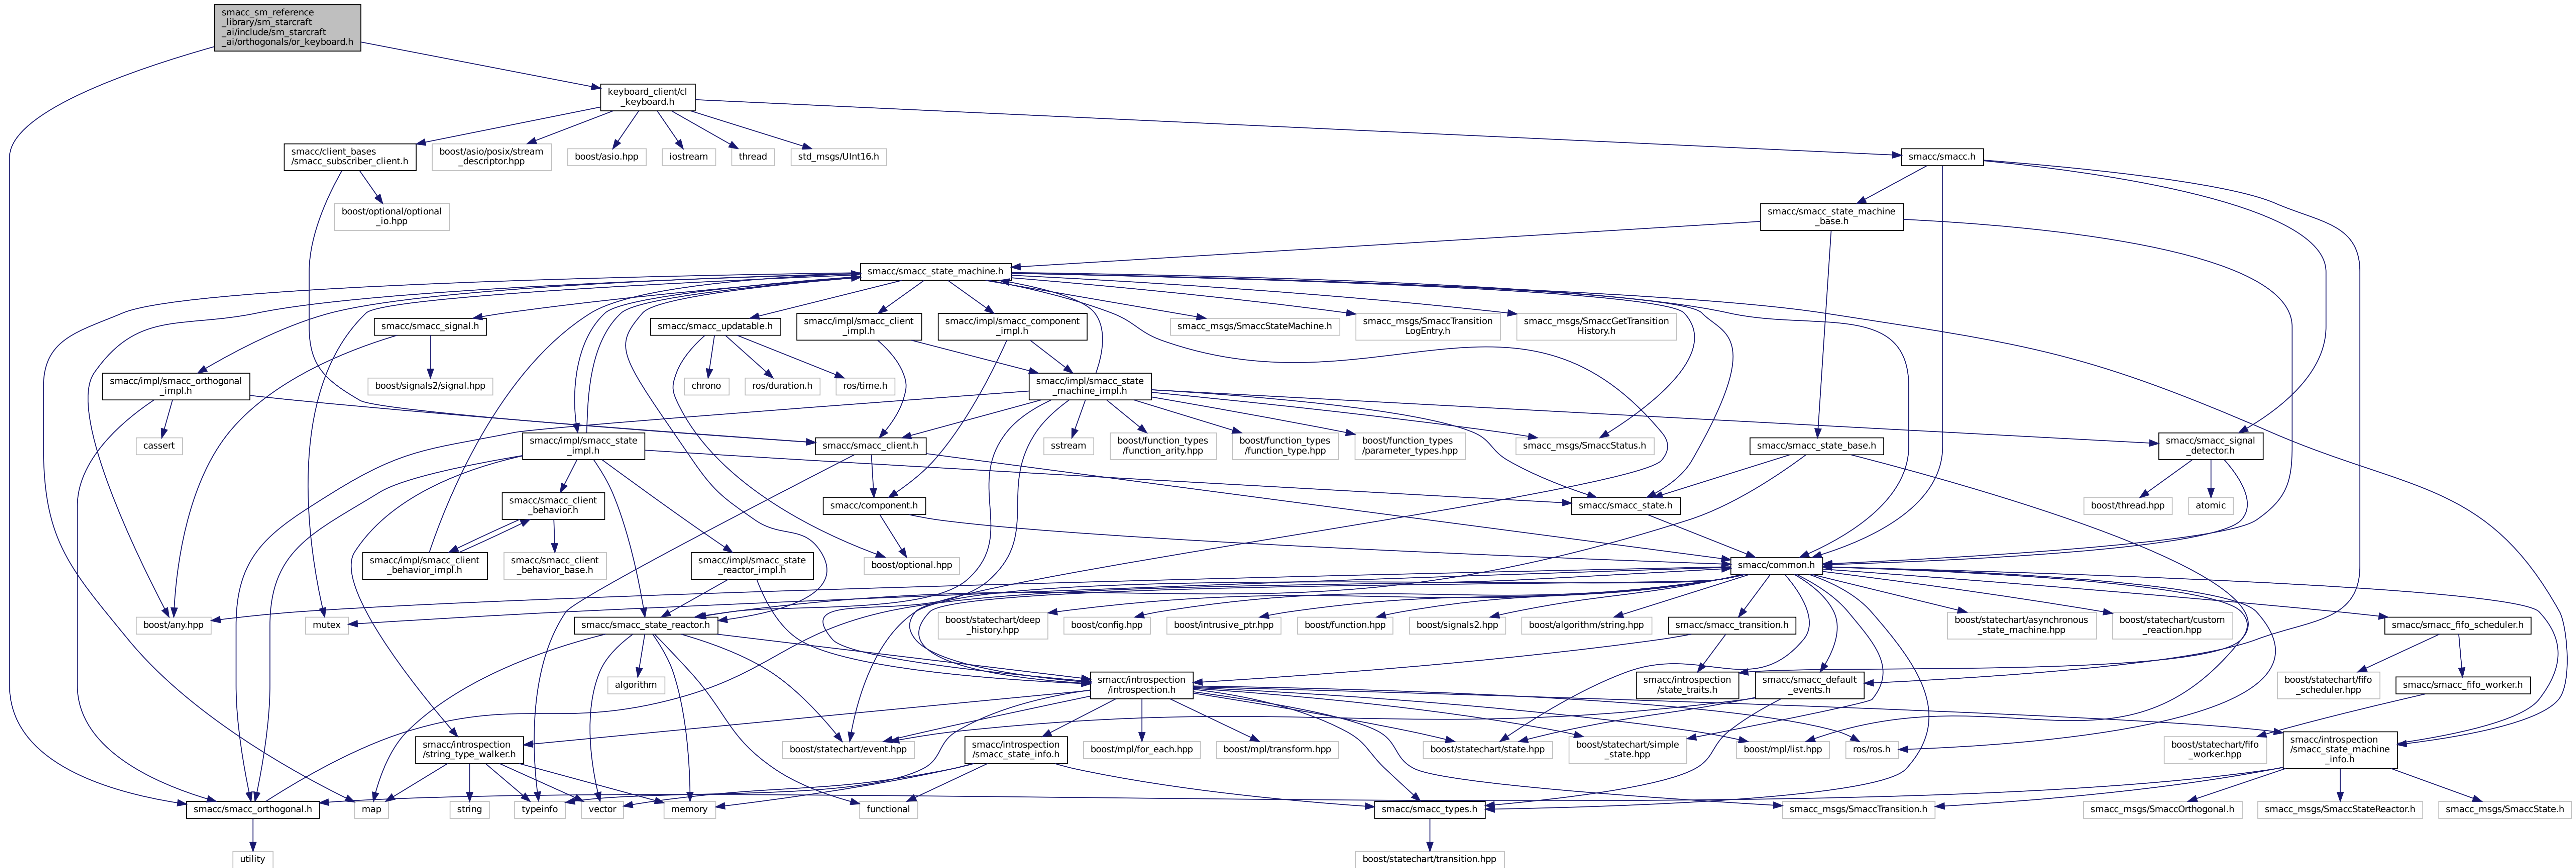 smacc_sm_reference
_library/sm_starcraft
_ai/include/sm_starcraft
_ai/orthogonals/or_keyboard.h
keyboard_client/cl
_keyboard.h
smacc/client_bases
/smacc_subscriber_client.h
boost/asio/posix/stream
_descriptor.hpp
boost/asio.hpp
iostream
thread
std_msgs/UInt16.h
smacc/smacc.h
boost/optional/optional
_io.hpp
smacc/smacc_state_machine
_base.h
smacc/smacc_state_machine.h
smacc/smacc_signal.h
smacc/smacc_updatable.h
smacc/impl/smacc_client
_impl.h
smacc/impl/smacc_component
_impl.h
smacc_msgs/SmaccStateMachine.h
smacc_msgs/SmaccTransition
LogEntry.h
smacc_msgs/SmaccGetTransition
History.h
smacc/impl/smacc_orthogonal
_impl.h
boost/signals2/signal.hpp
chrono
ros/duration.h
ros/time.h
smacc/impl/smacc_state
_machine_impl.h
cassert
smacc/impl/smacc_state
_impl.h
smacc/smacc_client.h
sstream
boost/function_types
/function_arity.hpp
boost/function_types
/function_type.hpp
boost/function_types
/parameter_types.hpp
smacc_msgs/SmaccStatus.h
smacc/smacc_state_base.h
smacc/smacc_signal
_detector.h
smacc/smacc_client
_behavior.h
smacc/component.h
smacc/smacc_state.h
boost/thread.hpp
atomic
smacc/impl/smacc_client
_behavior_impl.h
smacc/smacc_client
_behavior_base.h
smacc/impl/smacc_state
_reactor_impl.h
boost/optional.hpp
smacc/common.h
boost/any.hpp
mutex
smacc/smacc_state_reactor.h
boost/statechart/deep
_history.hpp
boost/config.hpp
boost/intrusive_ptr.hpp
boost/function.hpp
boost/signals2.hpp
boost/algorithm/string.hpp
smacc/smacc_transition.h
boost/statechart/asynchronous
_state_machine.hpp
boost/statechart/custom
_reaction.hpp
smacc/smacc_fifo_scheduler.h
algorithm
smacc/introspection
/introspection.h
smacc/introspection
/state_traits.h
smacc/smacc_default
_events.h
boost/statechart/fifo
_scheduler.hpp
smacc/smacc_fifo_worker.h
smacc/introspection
/string_type_walker.h
boost/statechart/event.hpp
smacc/introspection
/smacc_state_info.h
boost/mpl/for_each.hpp
boost/mpl/transform.hpp
boost/statechart/state.hpp
boost/statechart/simple
_state.hpp
boost/mpl/list.hpp
ros/ros.h
boost/statechart/fifo
_worker.hpp
smacc/introspection
/smacc_state_machine
_info.h
smacc/smacc_orthogonal.h
map
string
typeinfo
vector
memory
functional
smacc/smacc_types.h
smacc_msgs/SmaccTransition.h
smacc_msgs/SmaccOrthogonal.h
smacc_msgs/SmaccStateReactor.h
smacc_msgs/SmaccState.h
utility
boost/statechart/transition.hpp